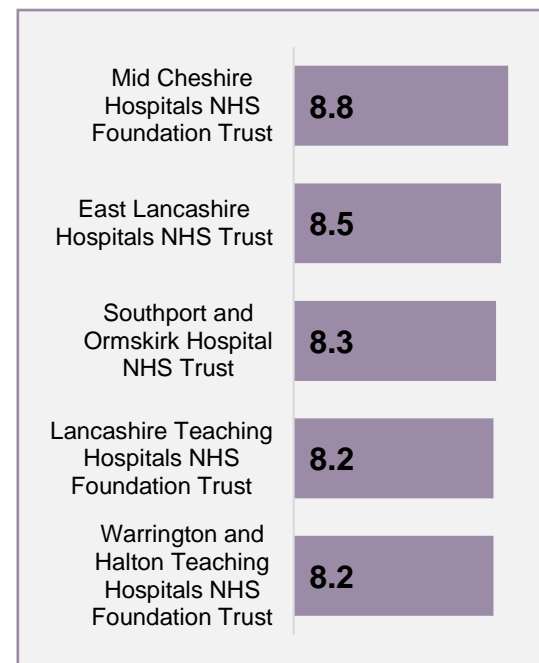 Mid Cheshire
Hospitals NHS
Foundation Trust
8.8
East Lancashire
Hospitals NHS Trust
8.5
Southport and
Ormskirk Hospital
NHS Trust
8.3
Lancashire Teaching
Hospitals NHS
Foundation Trust
8.2
Warrington and
Halton Teaching
Hospitals NHS
Foundation Trust
8.2